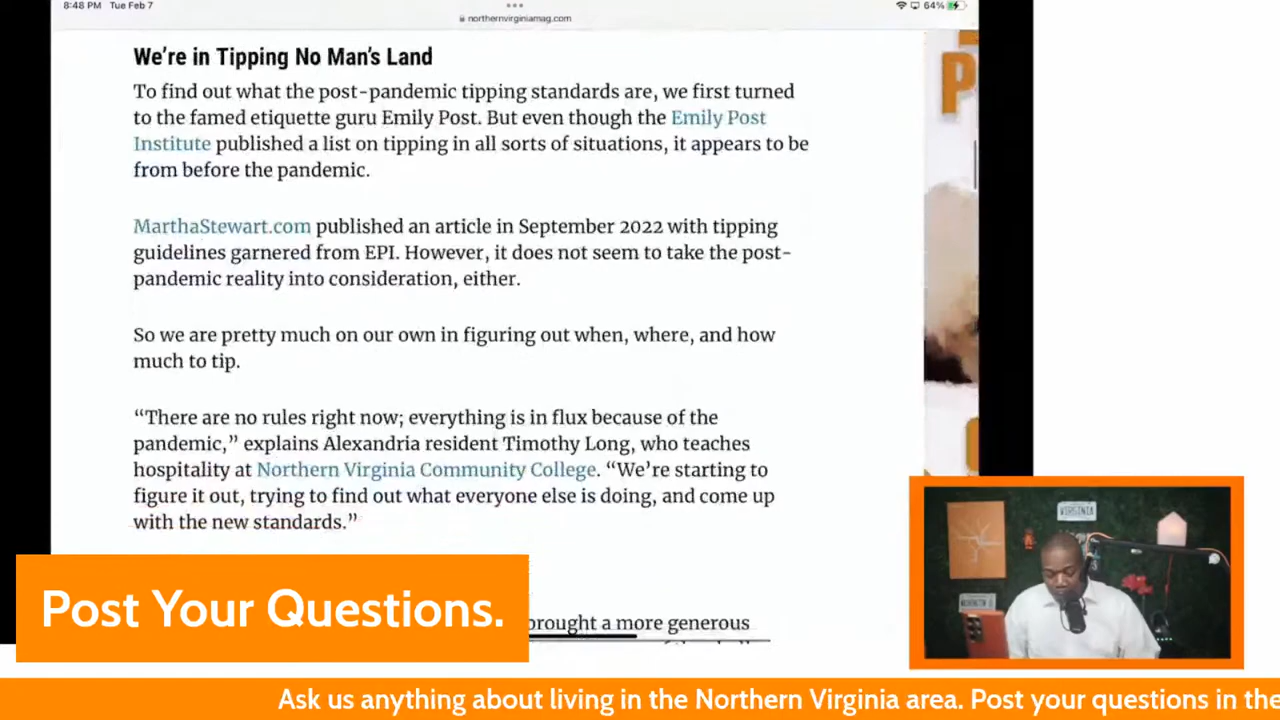 8:48 PM Tue Feb 7
64%
northernvirginiamag.com
We're in Tipping No Man's Land
To find out what the post-pandemic tipping standards are, we first turned
to the famed etiquette guru Emily Post. But even though the Emily Post
Institute published a list on tipping in all sorts of situations, it appears to be
from before the pandemic.
MarthaStewart.com published an article in September 2022 with tipping
guidelines garnered from EPI. However, it does not seem to take the post-
pandemic reality into consideration, either.
So we are pretty much on our own in figuring out when, where, and how
much to tip.
“There are no rules right now; everything is in flux because of the
pandemic,” explains Alexandria resident Timothy Long, who teaches
hospitality at Northern Virginia Community College. “We’re starting to
figure it out, trying to find out what everyone else is doing, and come up
with the new standards.”
brought a more generous
P
VIRGINIA
Post Your Questions.
Ask us anything about living in the Northern Virginia area. Post your questions in the